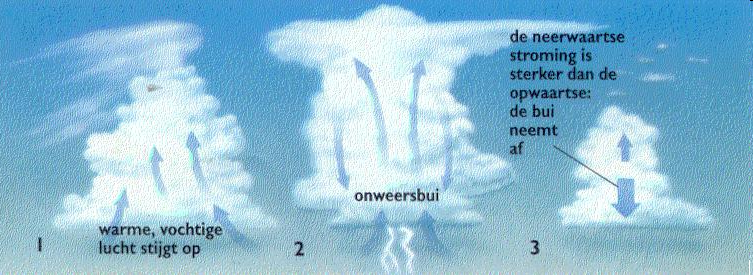 1
warme, vochtige
lucht stijgt op
2
onweersbui
3
de neerwaartse
stroming is
sterker dan de
opwaartse:
de bui
neemt
af